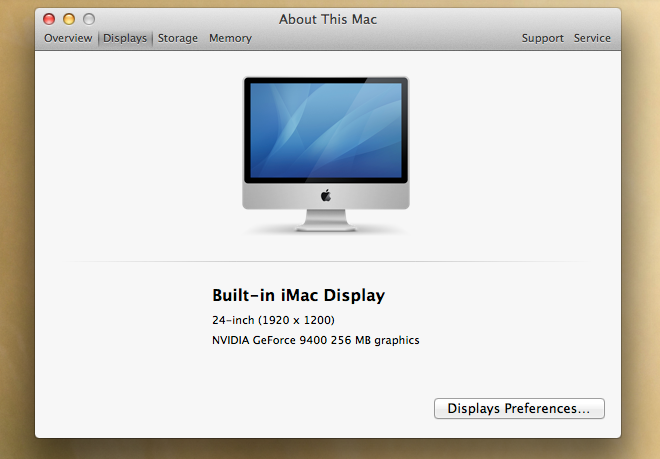 About This Mac
Overview Displays Storage Memory Support Service
Built-in iMac Display
24-inch (1920 x 1200)
NVIDIA GeForce 9400 256 MB graphics
Displays Preferences...